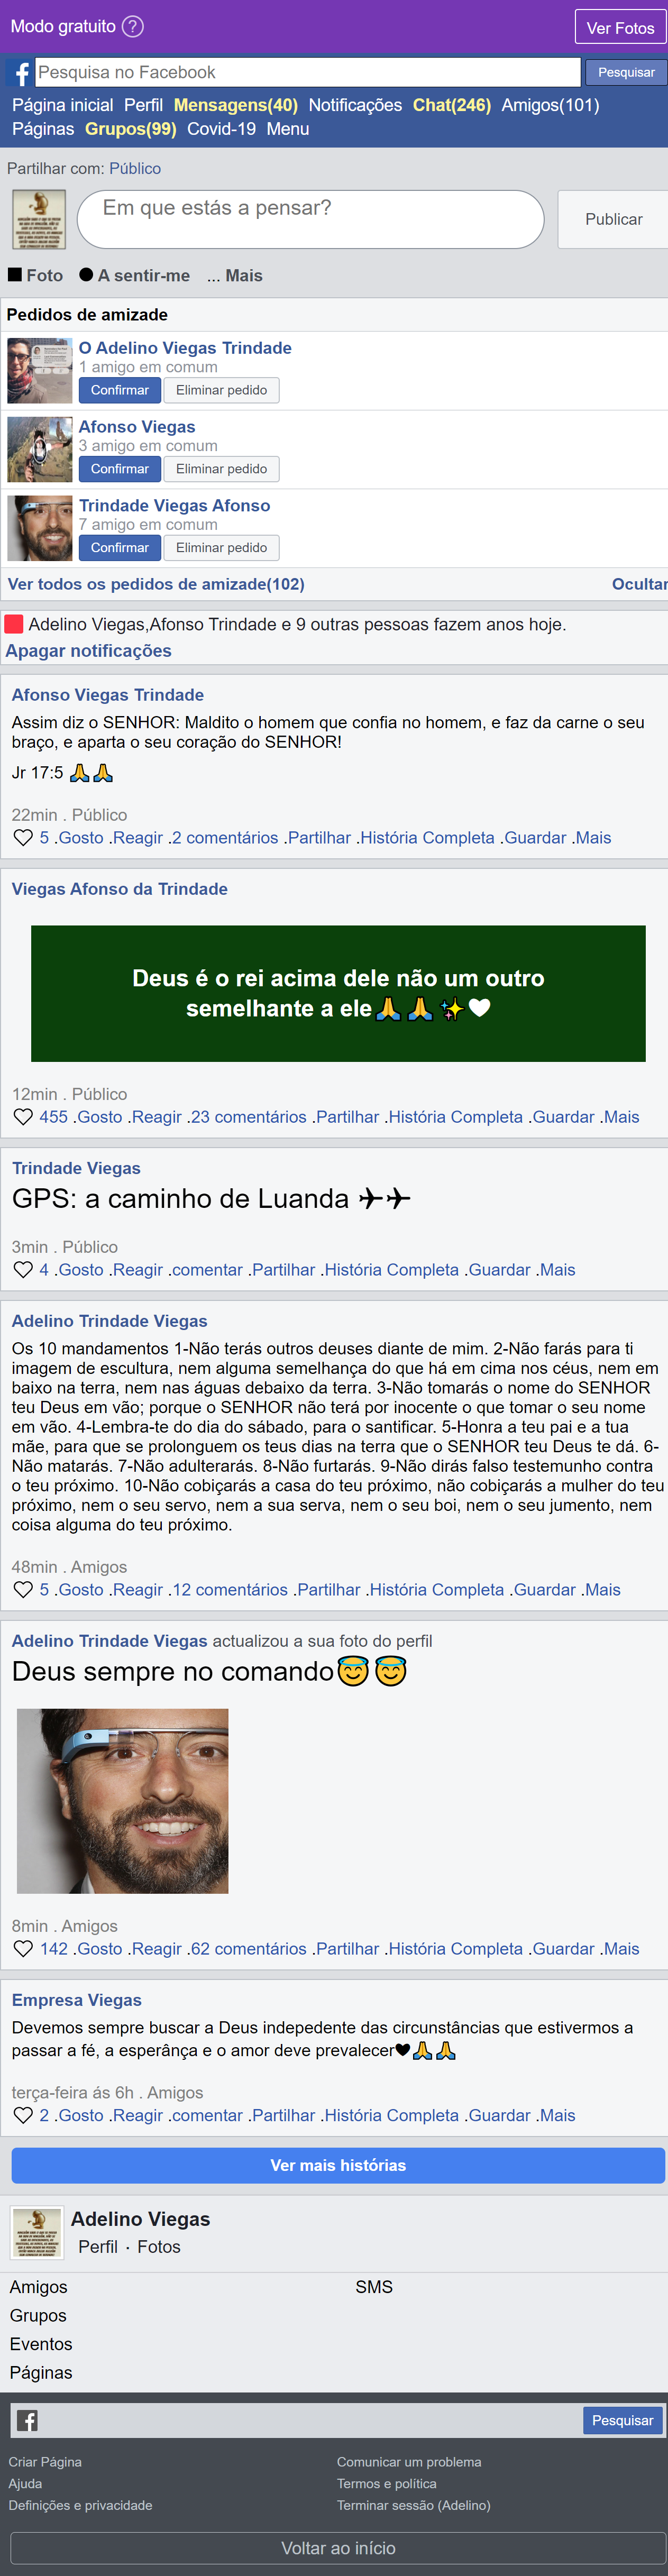 Modo gratuito ?
Ver Fotos
Pesquisa no Facebook
Pesquisar
Página inicial Perfil Mensagens(40) Notificações Chat(246) Amigos(101)
Páginas Grupos(99) Covid-19 Menu
Partilhar com: Público
Em que estás a pensar?
Publicar
Foto A sentir-me ... Mais
Pedidos de amizade
O Adelino Viegas Trindade
1 amigo em comum
Confirmar Eliminar pedido
Afonso Viegas
3 amigo em comum
Confirmar Eliminar pedido
Trindade Viegas Afonso
7 amigo em comum
Confirmar Eliminar pedido
Ver todos os pedidos de amizade(102) Ocultar
Adelino Viegas,Afonso Trindade e 9 outras pessoas fazem anos hoje.
Apagar notificações
Afonso Viegas Trindade
Assim diz o SENHOR: Maldito o homem que confia no homem, e faz da carne o seu
braço, e aparta o seu coração do SENHOR!
Jr 17:5 🙏🙏
22min . Público
5 .Gosto .Reagir .2 comentários .Partilhar .História Completa .Guardar .Mais
Viegas Afonso da Trindade
Deus é o rei acima dele não um outro
semelhante a ele🙏🙏✨🤍
12min . Público
455 .Gosto .Reagir .23 comentários .Partilhar .História Completa .Guardar .Mais
Trindade Viegas
GPS: a caminho de Luanda ✈✈
3min . Público
4 .Gosto .Reagir .comentar .Partilhar .História Completa .Guardar .Mais
Adelino Trindade Viegas
Os 10 mandamentos 1-Não terás outros deuses diante de mim. 2-Não farás para ti
imagem de escultura, nem alguma semelhança do que há em cima nos céus, nem em
baixo na terra, nem nas águas debaixo da terra. 3-Não tomarás o nome do SENHOR
teu Deus em vão; porque o SENHOR não terá por inocente o que tomar o seu nome
em vão. 4-Lembra-te do dia do sábado, para o santificar. 5-Honra a teu pai e a tua
mãe, para que se prolonguem os teus dias na terra que o SENHOR teu Deus te dá. 6-
Não matarás. 7-Não adulterarás. 8-Não furtarás. 9-Não dirás falso testemunho contra
o teu próximo. 10-Não cobiçarás a casa do teu próximo, não cobiçarás a mulher do teu
próximo, nem o seu servo, nem a sua serva, nem o seu boi, nem o seu jumento, nem
coisa alguma do teu próximo.
48min . Amigos
5 .Gosto .Reagir .12 comentários .Partilhar .História Completa .Guardar .Mais
Adelino Trindade Viegas actualizou a sua foto do perfil
Deus sempre no comando😇😇
8min . Amigos
142 .Gosto .Reagir .62 comentários .Partilhar .História Completa .Guardar .Mais
Empresa Viegas
Devemos sempre buscar a Deus indepedente das circunstâncias que estivermos a
passar a fé, a esperânça e o amor deve prevalecer🖤🙏🙏
terça-feira ás 6h . Amigos
2 .Gosto .Reagir .comentar .Partilhar .História Completa .Guardar .Mais
Ver mais histórias
Adelino Viegas
Perfil · Fotos
Amigos SMS
Grupos
Eventos
Páginas
Pesquisar
Criar Página Comunicar um problema
Ajuda Termos e política
Definições e privacidade Terminar sessão (Adelino)
Voltar ao início